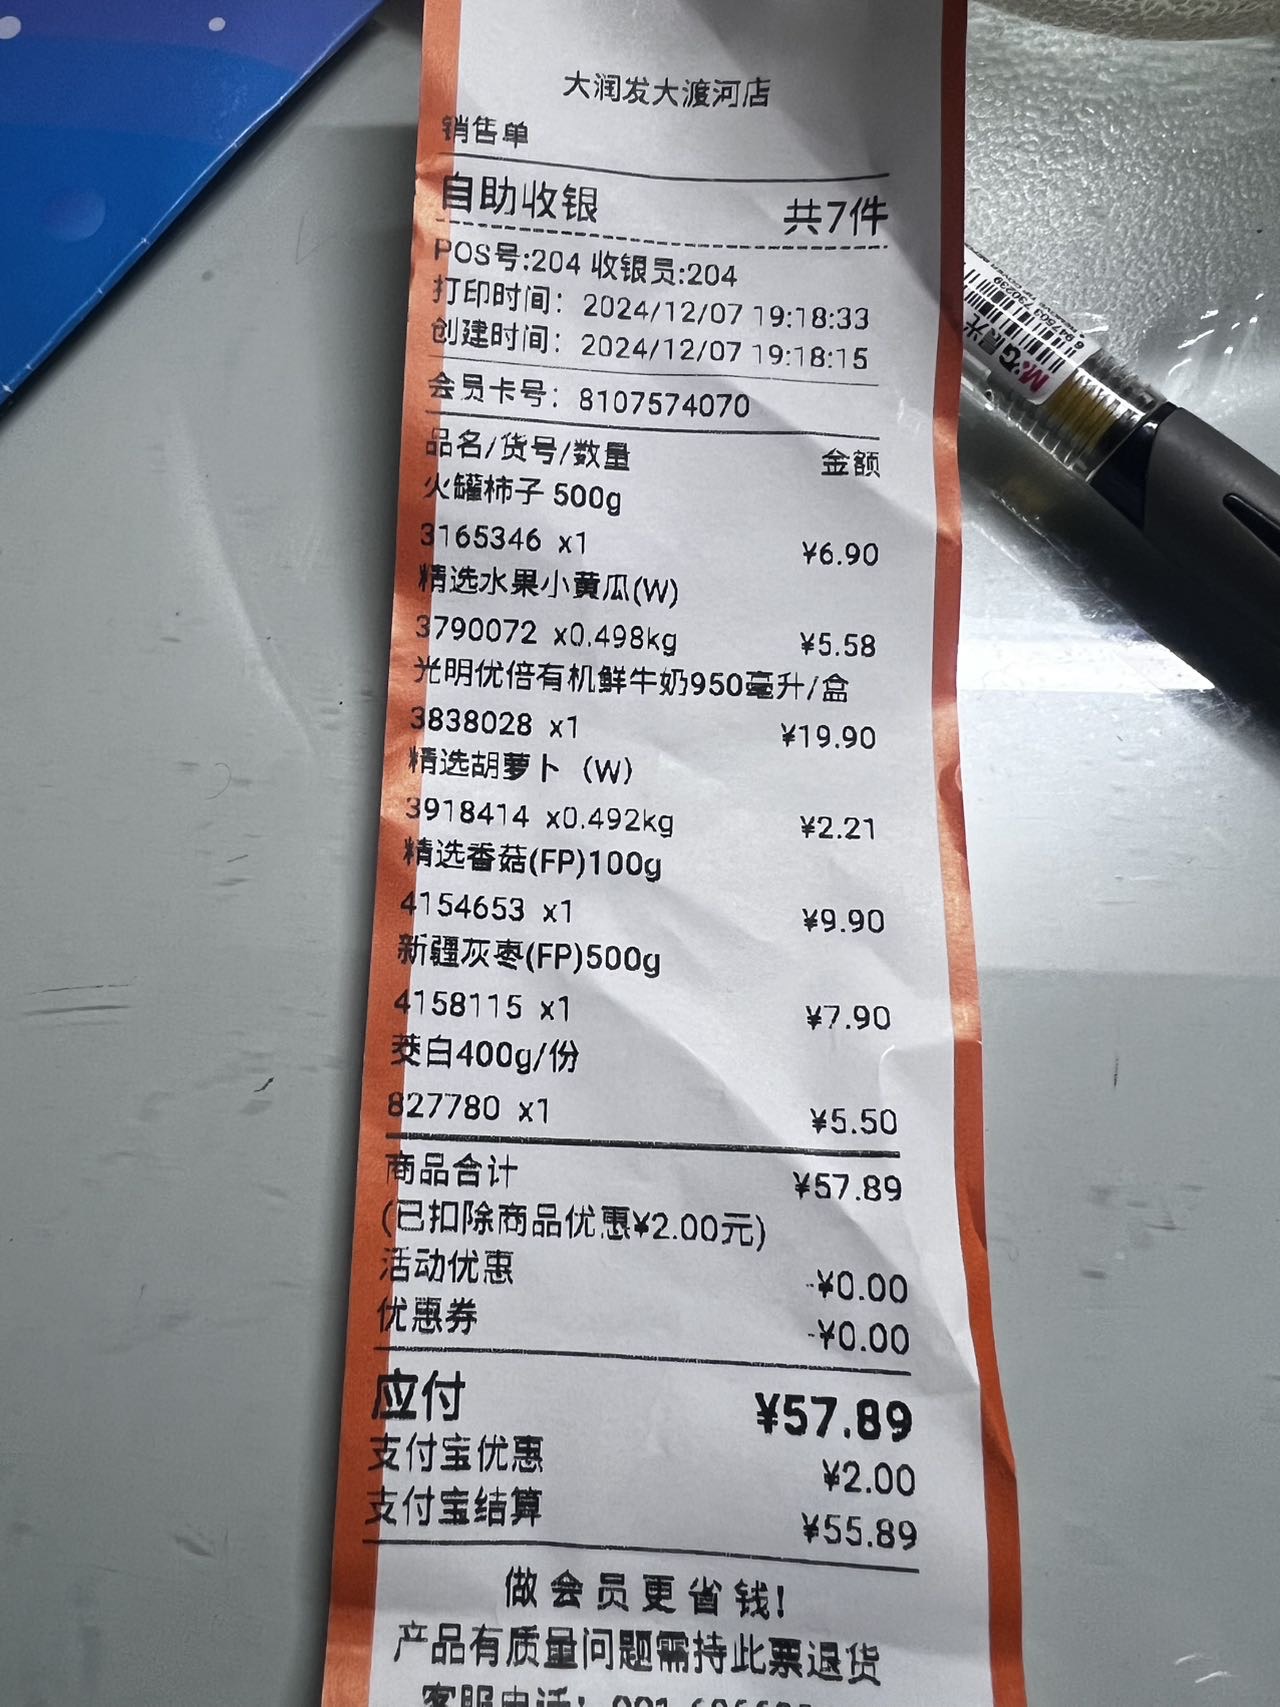 大润发大渡河店
销售单
自助收银 共7件
POS号:204 收银员:204
打印时间: 2024/12/07 19:18:33
创建时间: 2024/12/07 19:18:15
会员卡号: 8107574070
品名/货号/数量 金额
火罐柿子 500g
3165346 x1 ¥6.90
精选水果小黄瓜(W)
3790072 x0.498kg ¥5.58
光明优倍有机鲜牛奶950毫升/盒
3838028 x1 ¥19.90
精选胡萝卜（W）
3918414 x0.492kg ¥2.21
精选香菇(FP)100g
4154653 x1 ¥9.90
新疆灰枣(FP)500g
4158115 x1 ¥7.90
茭白400g/份
827780 x1 ¥5.50
商品合计 ¥57.89
(已扣除商品优惠¥2.00元)
活动优惠 -¥0.00
优惠券 -¥0.00
应付 ¥57.89
支付宝优惠 ¥2.00
支付宝结算 ¥55.89
做会员更省钱!
产品有质量问题需持此票退货
客服电话:
M&G晨光